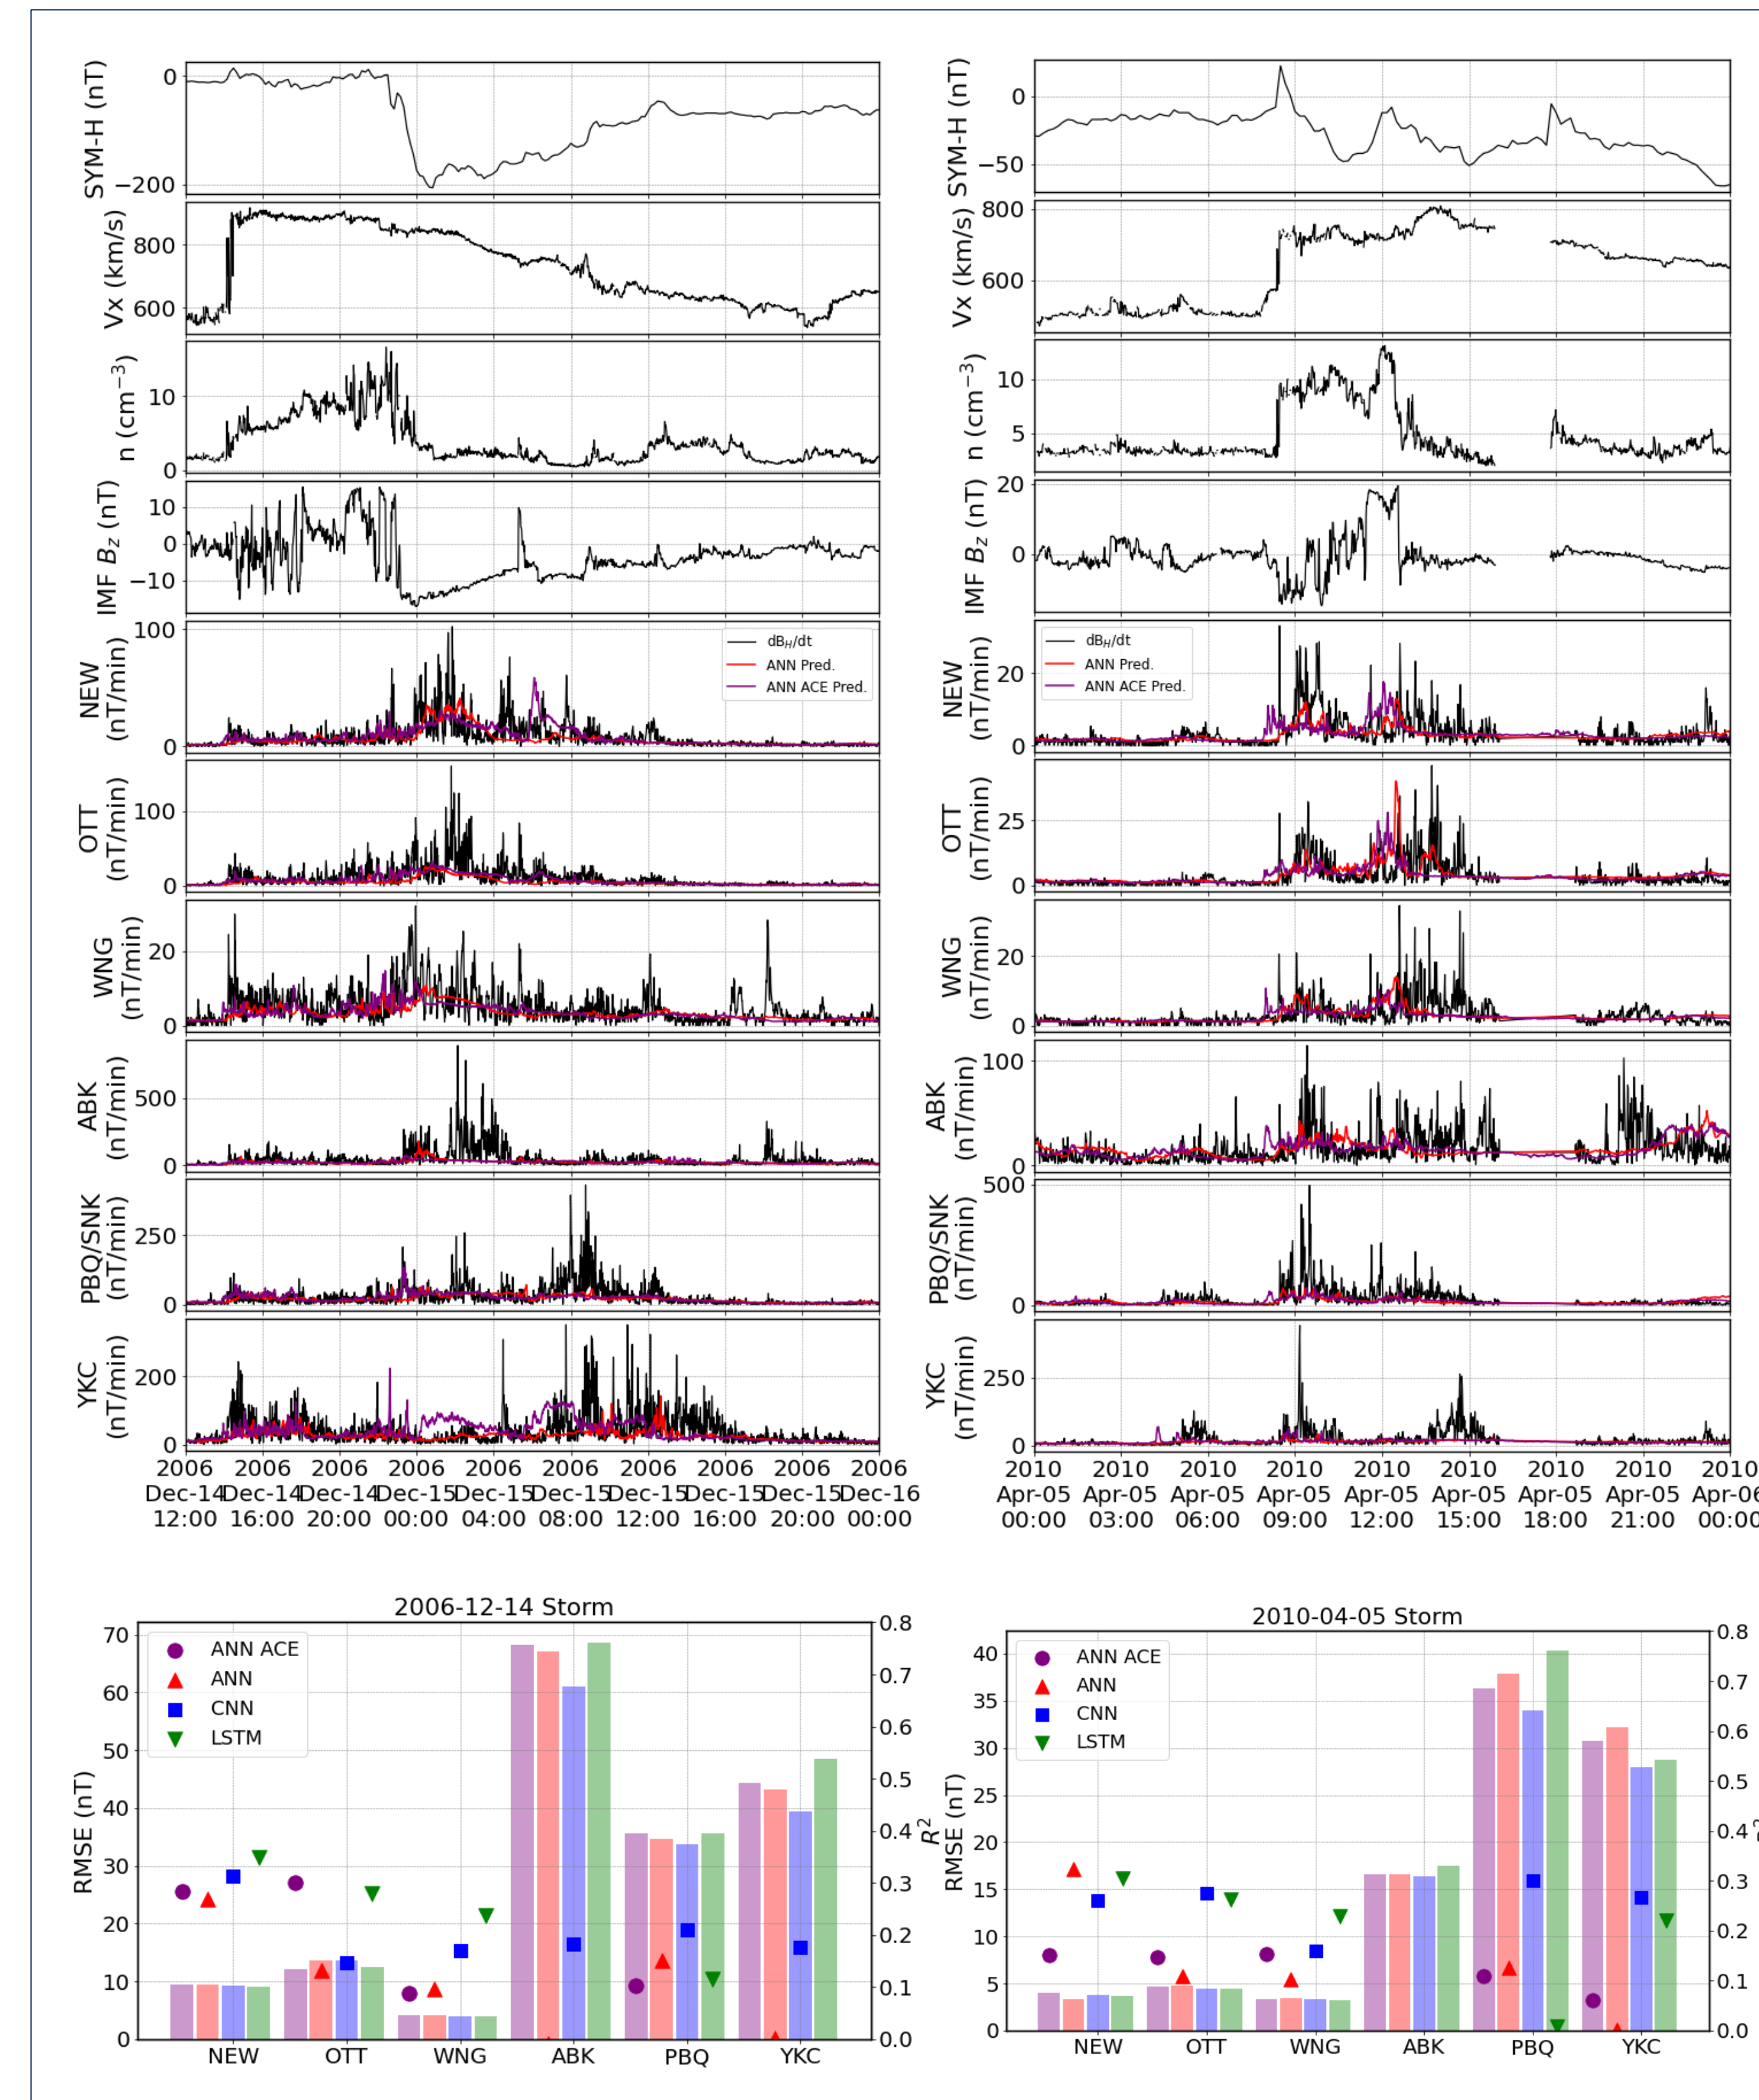 SYM-H (nT)
0
−200
Vx (km/s)
800
600
n (cm⁻³)
10
0
IMF B_z (nT)
10
0
−10
NEW
(nT/min)
100
0
dB_H/dt
ANN Pred.
ANN ACE Pred.
OTT
(nT/min)
100
0
WNG
(nT/min)
20
0
ABK
(nT/min)
500
0
PBQ/SNK
(nT/min)
250
0
YKC
(nT/min)
200
0
2006 2006 2006 2006 2006 2006 2006 2006 2006 2006
Dec-14 Dec-14 Dec-14 Dec-15 Dec-15 Dec-15 Dec-15 Dec-15 Dec-15 Dec-16
12:00 16:00 20:00 00:00 04:00 08:00 12:00 16:00 20:00 00:00
SYM-H (nT)
0
−50
Vx (km/s)
800
600
n (cm⁻³)
10
5
IMF B_z (nT)
20
0
NEW
(nT/min)
20
0
dB_H/dt
ANN Pred.
ANN ACE Pred.
OTT
(nT/min)
25
0
WNG
(nT/min)
20
0
ABK
(nT/min)
100
0
PBQ/SNK
(nT/min)
500
0
YKC
(nT/min)
250
0
2010 2010 2010 2010 2010 2010 2010 2010 2010
Apr-05 Apr-05 Apr-05 Apr-05 Apr-05 Apr-05 Apr-05 Apr-05
00:00 03:00 06:00 09:00 12:00 15:00 18:00 21:00 00:00
2006-12-14 Storm
ANN ACE
ANN
CNN
LSTM
RMSE (nT)
70
60
50
40
30
20
10
0
0.8
0.7
0.6
0.5
0.4
0.3
0.2
0.1
0.0
R²
NEW OTT WNG ABK PBQ YKC
2010-04-05 Storm
ANN ACE
ANN
CNN
LSTM
RMSE (nT)
40
35
30
25
20
15
10
5
0
0.8
0.7
0.6
0.5
0.4
0.3
0.2
0.1
0.0
NEW OTT WNG ABK PBQ YKC